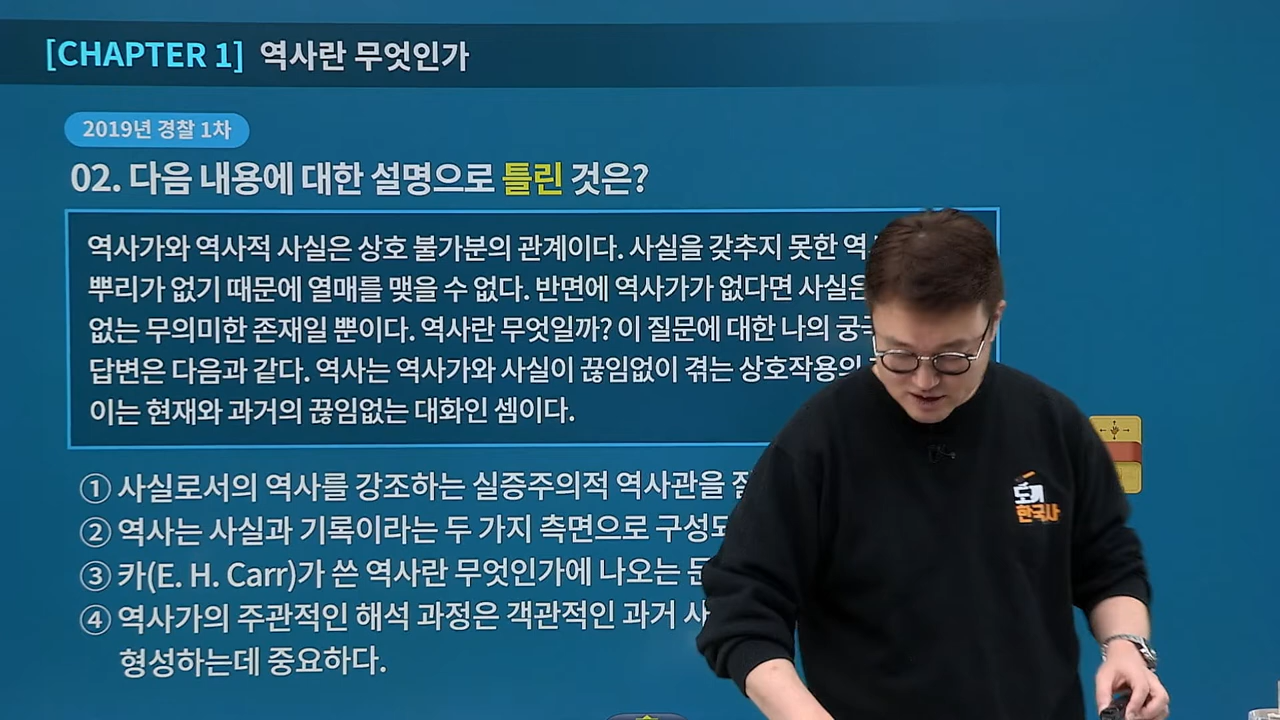 [CHAPTER 1] 역사란 무엇인가
2019년 경찰 1차
02. 다음 내용에 대한 설명으로 틀린 것은?
역사가와 역사적 사실은 상호 불가분의 관계이다. 사실을 갖추지 못한
뿌리가 없기 때문에 열매를 맺을 수 없다. 반면에 역사가가 없다면 사실은
없는 무의미한 존재일 뿐이다. 역사란 무엇일까? 이 질문에 대한 나의
답변은 다음과 같다. 역사는 역사가와 사실이 끊임없이 겪는 상호작용의
이는 현재와 과거의 끊임없는 대화인 셈이다.
① 사실로서의 역사를 강조하는 실증주의적 역사관을
② 역사는 사실과 기록이라는 두 가지 측면으로
③ 카(E. H. Carr)가 쓴 역사란 무엇인가에 나오는
④ 역사가의 주관적인 해석 과정은 객관적인 과거
형성하는데 중요하다.
한국사